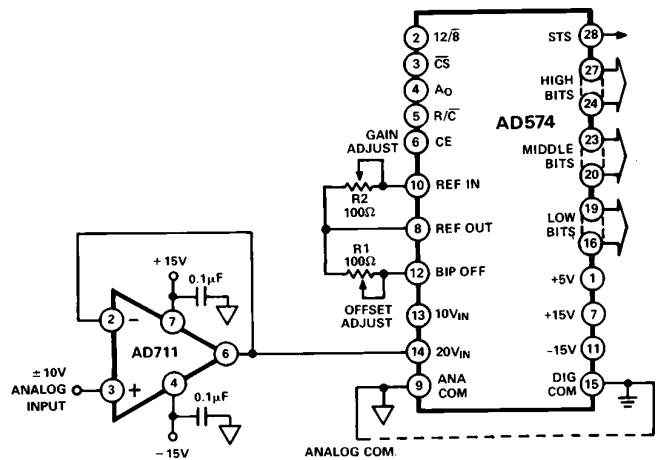 2 12/8̅ STS 28
3 C̅S̅ 27
HIGH
BITS
4 Ao 24
5 R/C̅ AD574
6 CE 23
MIDDLE
BITS
20
GAIN
ADJUST
R2
100Ω
10 REF IN 19
LOW
BITS
8 REF OUT 16
R1
100Ω
12 BIP OFF +5V 1
OFFSET
ADJUST
13 10VIN +15V 7
14 20VIN -15V 11
9 ANA
COM
DIG
COM 15
ANALOG COM.
+15V
0.1µF
2 - 7
AD711 6
±10V
ANALOG
INPUT
3 + 4
0.1µF
-15V